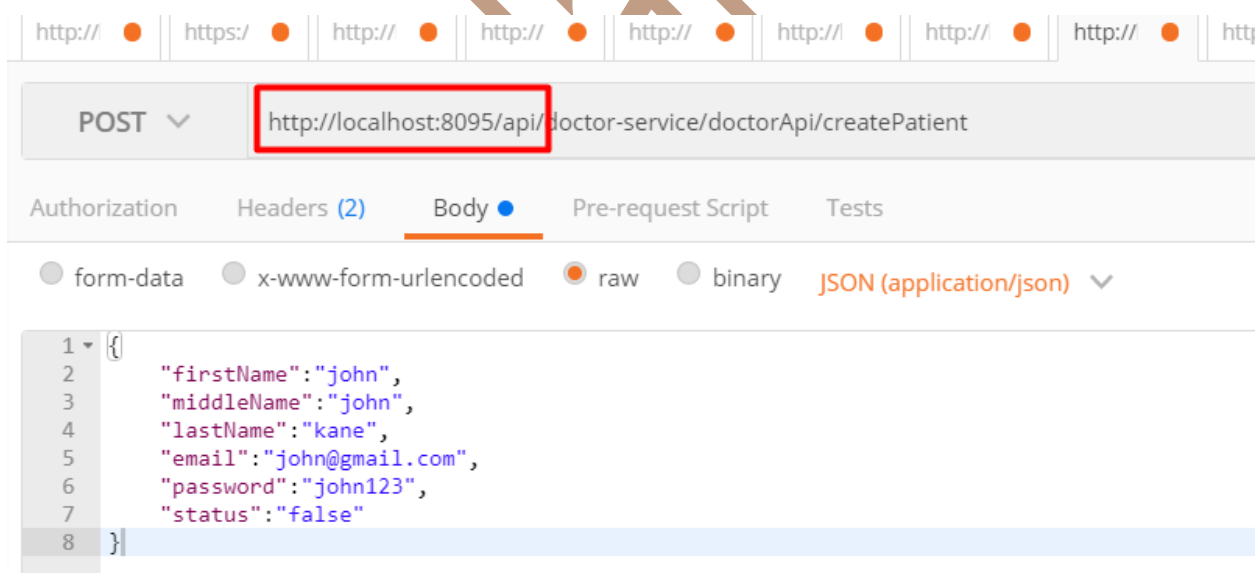 http:// https:/ http:// http:// http:// http:// http:// http:// http
POST http://localhost:8095/api/doctor-service/doctorApi/createPatient
Authorization Headers (2) Body Pre-request Script Tests
form-data x-www-form-urlencoded raw binary JSON (application/json)
1 {
2 "firstName":"john",
3 "middleName":"john",
4 "lastName":"kane",
5 "email":"john@gmail.com",
6 "password":"john123",
7 "status":"false"
8 }